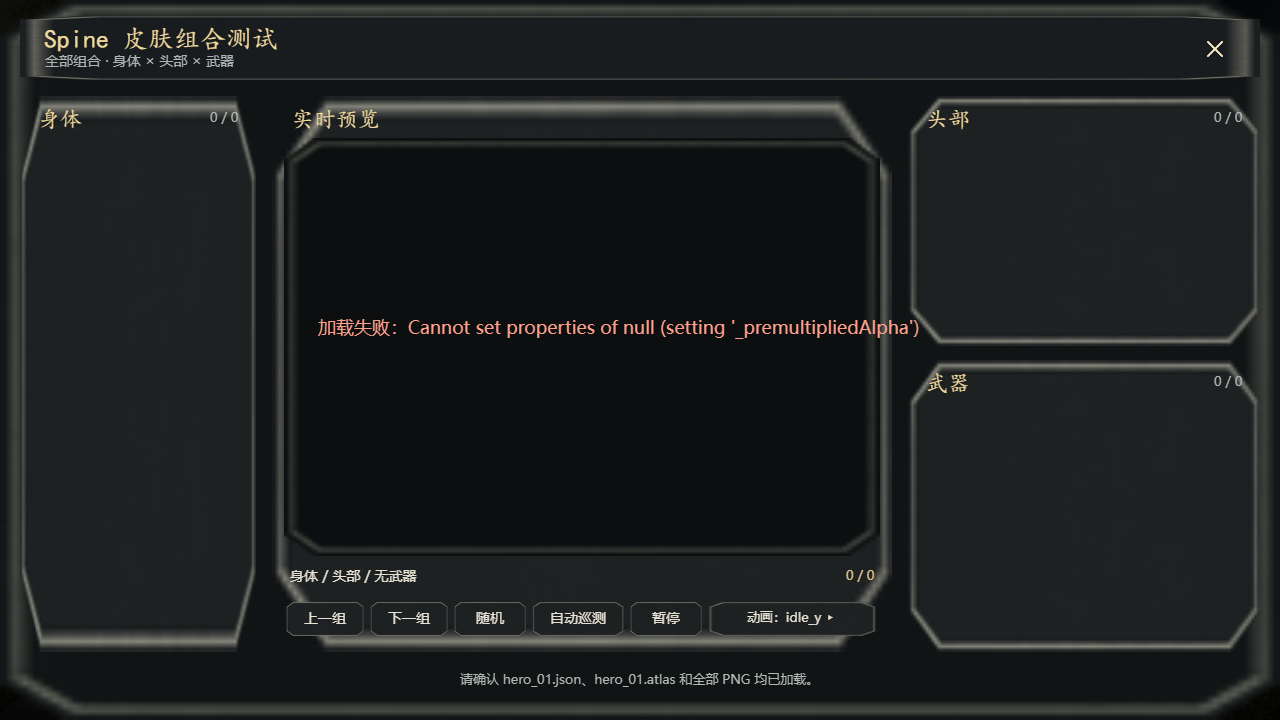 Spine 皮肤组合测试
全部组合 · 身体 × 头部 × 武器
身体
0 / 0
实时预览
加载失败：Cannot set properties of null (setting '_premultipliedAlpha')
身体 / 头部 / 无武器
0 / 0
上一组
下一组
随机
自动巡测
暂停
动画：idle_y ▸
头部
0 / 0
武器
0 / 0
请确认 hero_01.json、hero_01.atlas 和全部 PNG 均已加载。